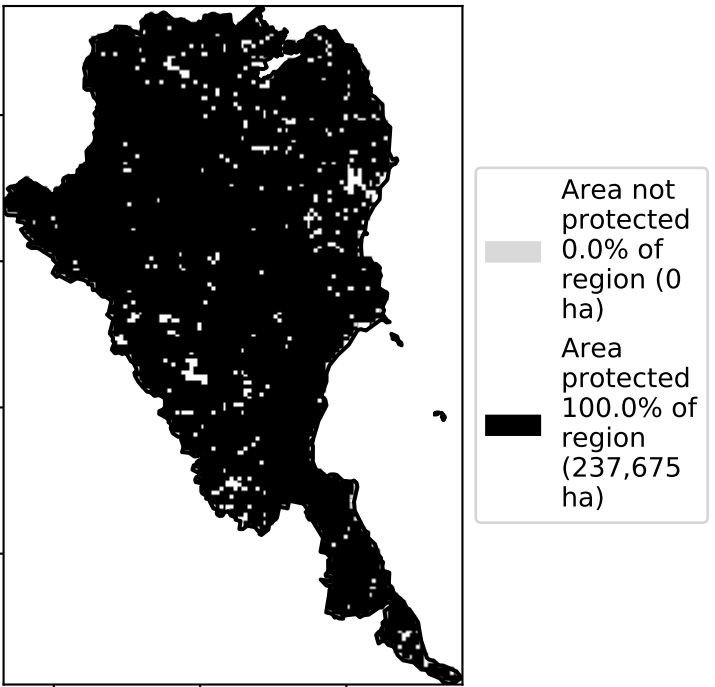 Area not
protected
0.0% of
region (0
ha)
Area
protected
100.0% of
region
(237,675
ha)